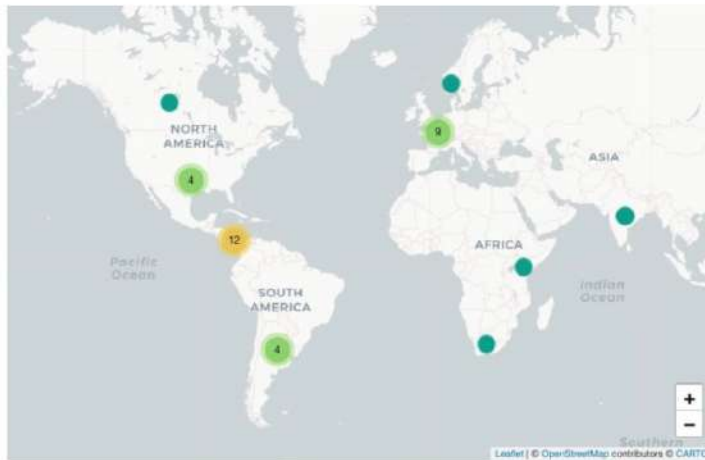 NORTH
AMERICA
9
ASIA
4
12
AFRICA
Pacific
Ocean
Indian
Ocean
SOUTH
AMERICA
4
+
−
Southern
Leaflet | © OpenStreetMap contributors © CARTO